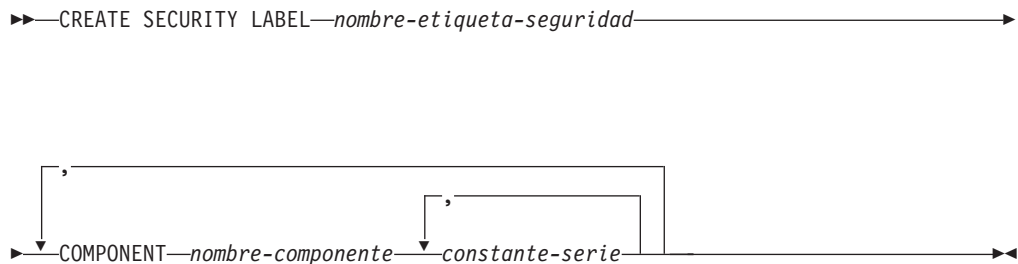 CREATE SECURITY LABEL nombre-etiqueta-seguridad
,
,
COMPONENT nombre-componente constante-serie